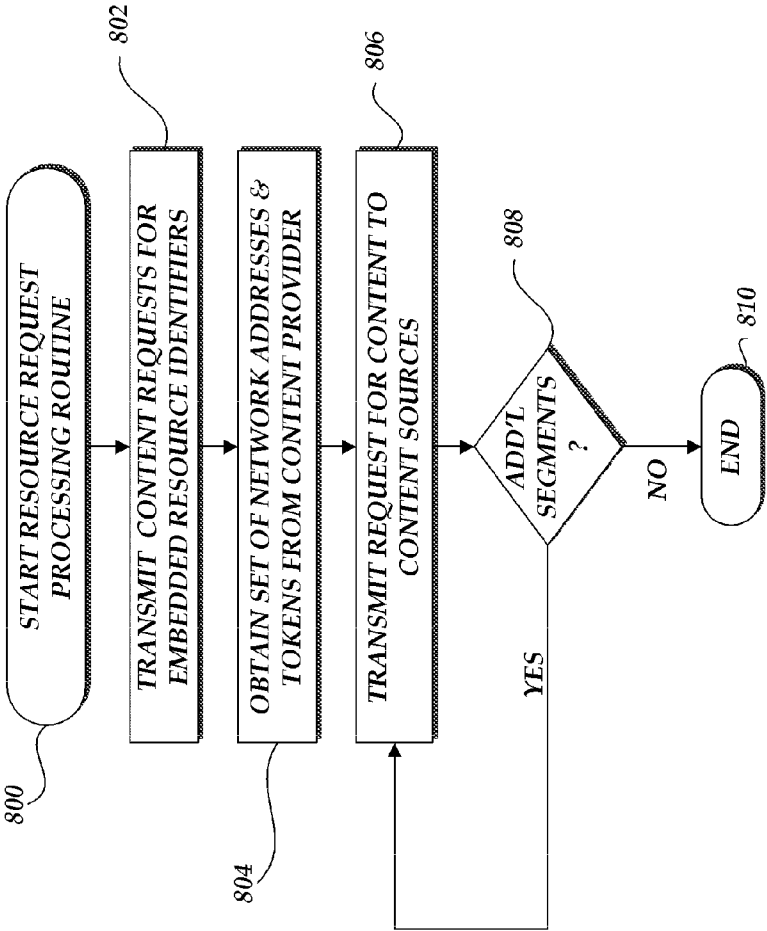 800
START RESOURCE REQUEST
PROCESSING ROUTINE
802
TRANSMIT CONTENT REQUESTS FOR
EMBEDDED RESOURCE IDENTIFIERS
804
OBTAIN SET OF NETWORK ADDRESSES &
TOKENS FROM CONTENT PROVIDER
806
TRANSMIT REQUEST FOR CONTENT TO
CONTENT SOURCES
808
ADD'L
SEGMENTS
?
YES
NO
810
END